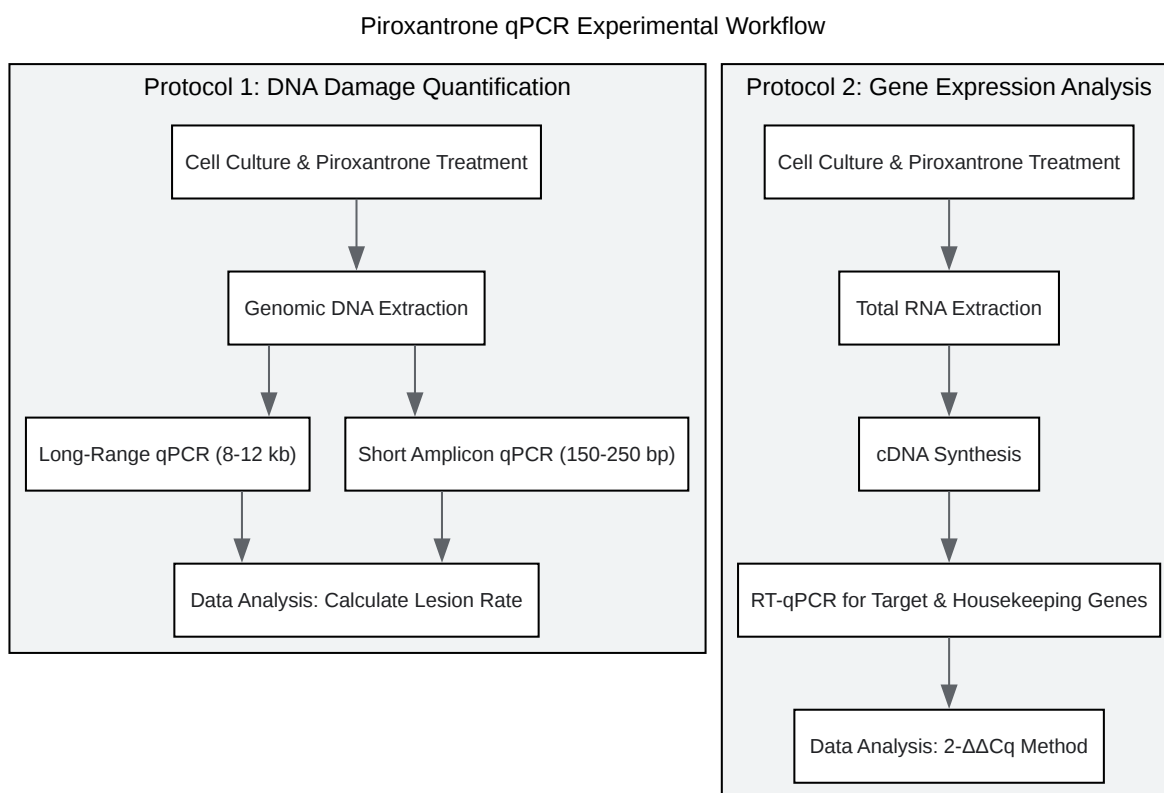 Piroxantrone qPCR Experimental Workflow
Protocol 1: DNA Damage Quantification
Cell Culture & Piroxantrone Treatment
Genomic DNA Extraction
Long-Range qPCR (8-12 kb)
Short Amplicon qPCR (150-250 bp)
Data Analysis: Calculate Lesion Rate
Protocol 2: Gene Expression Analysis
Cell Culture & Piroxantrone Treatment
Total RNA Extraction
cDNA Synthesis
RT-qPCR for Target & Housekeeping Genes
Data Analysis: 2-ΔΔCq Method